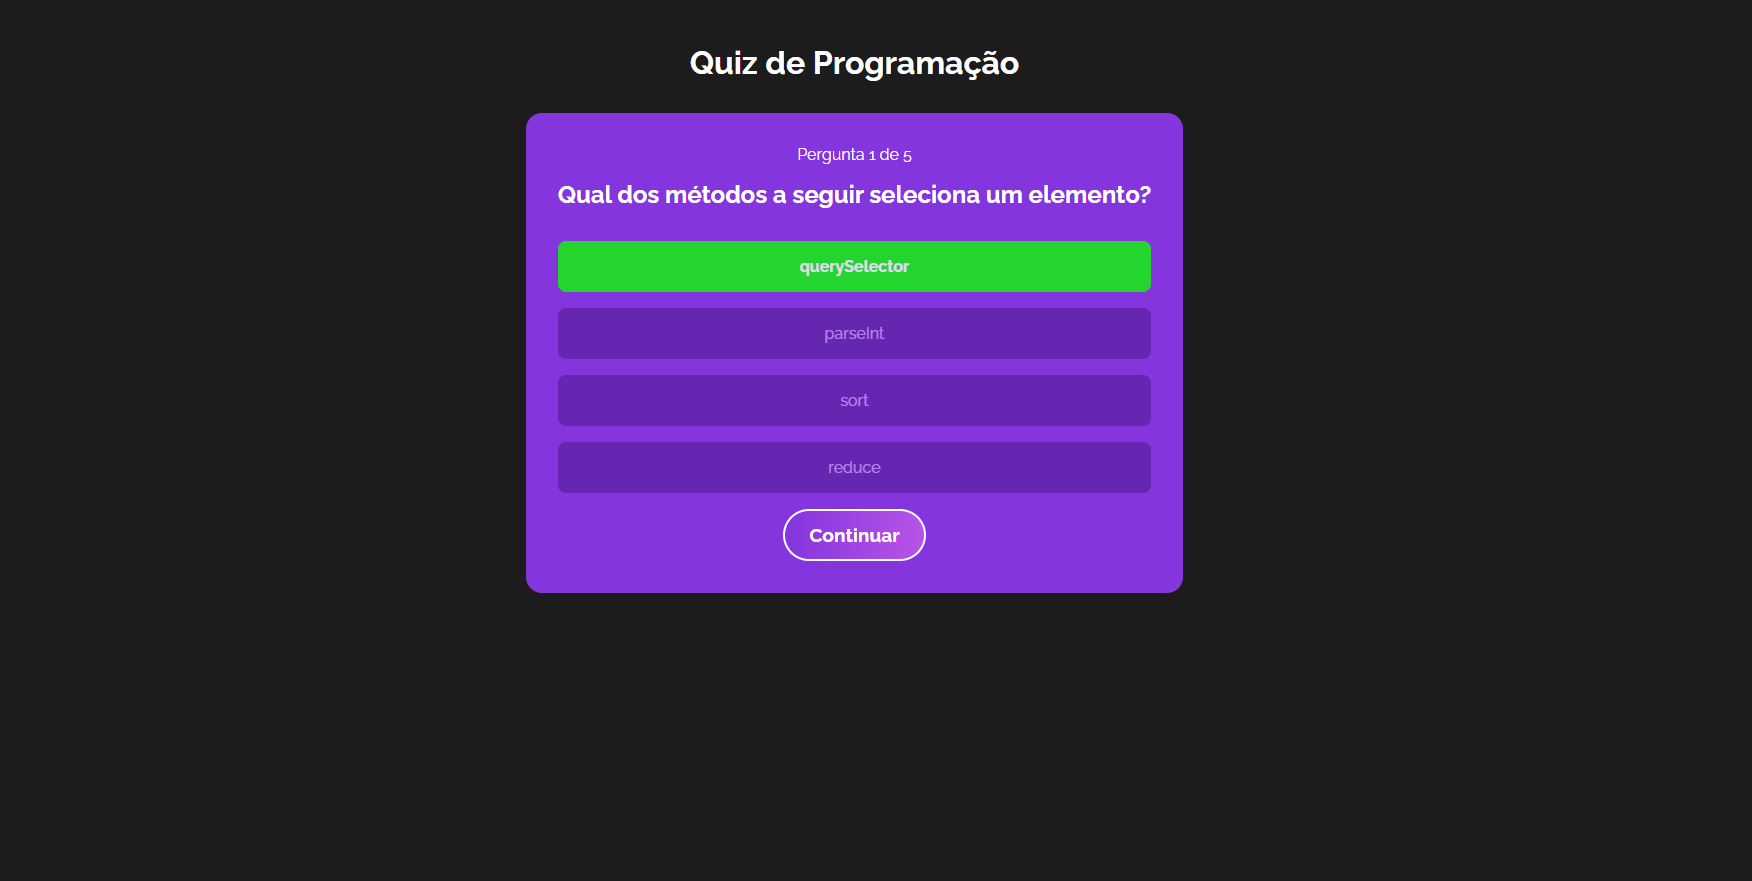 Quiz de Programação
Pergunta 1 de 5
Qual dos métodos a seguir seleciona um elemento?
querySelector
parseInt
sort
reduce
Continuar